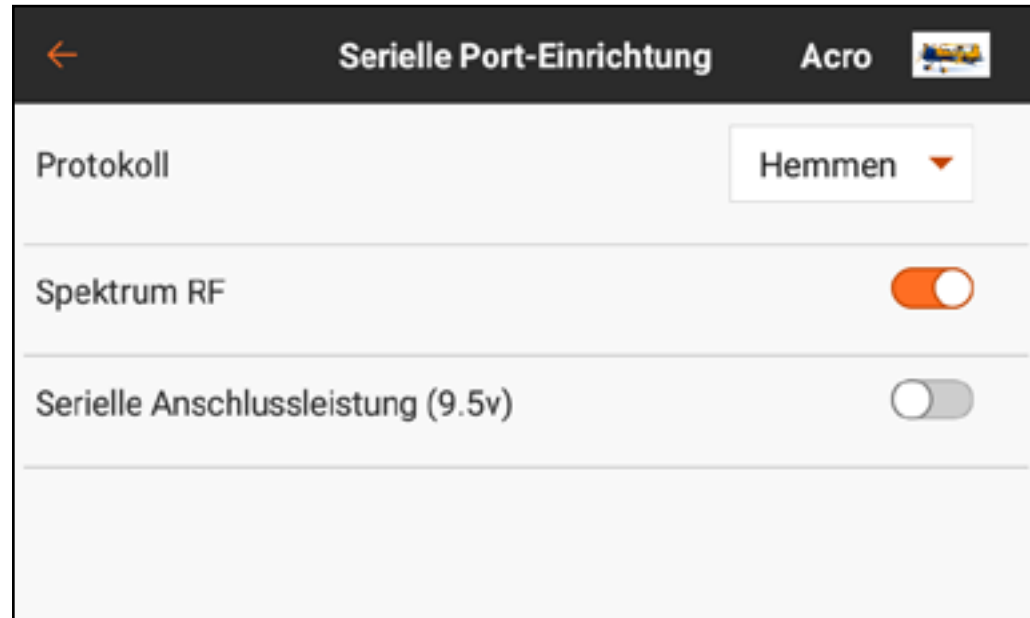 Serielle Port-Einrichtung Acro
Protokoll Hemmen
Spektrum RF
Serielle Anschlussleistung (9.5v)